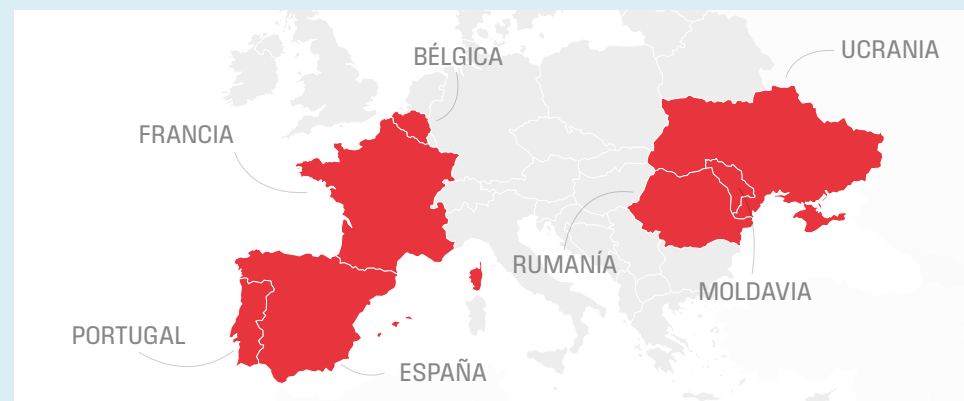 UCRANIA
BÉLGICA
FRANCIA
RUMANÍA
MOLDAVIA
PORTUGAL
ESPAÑA